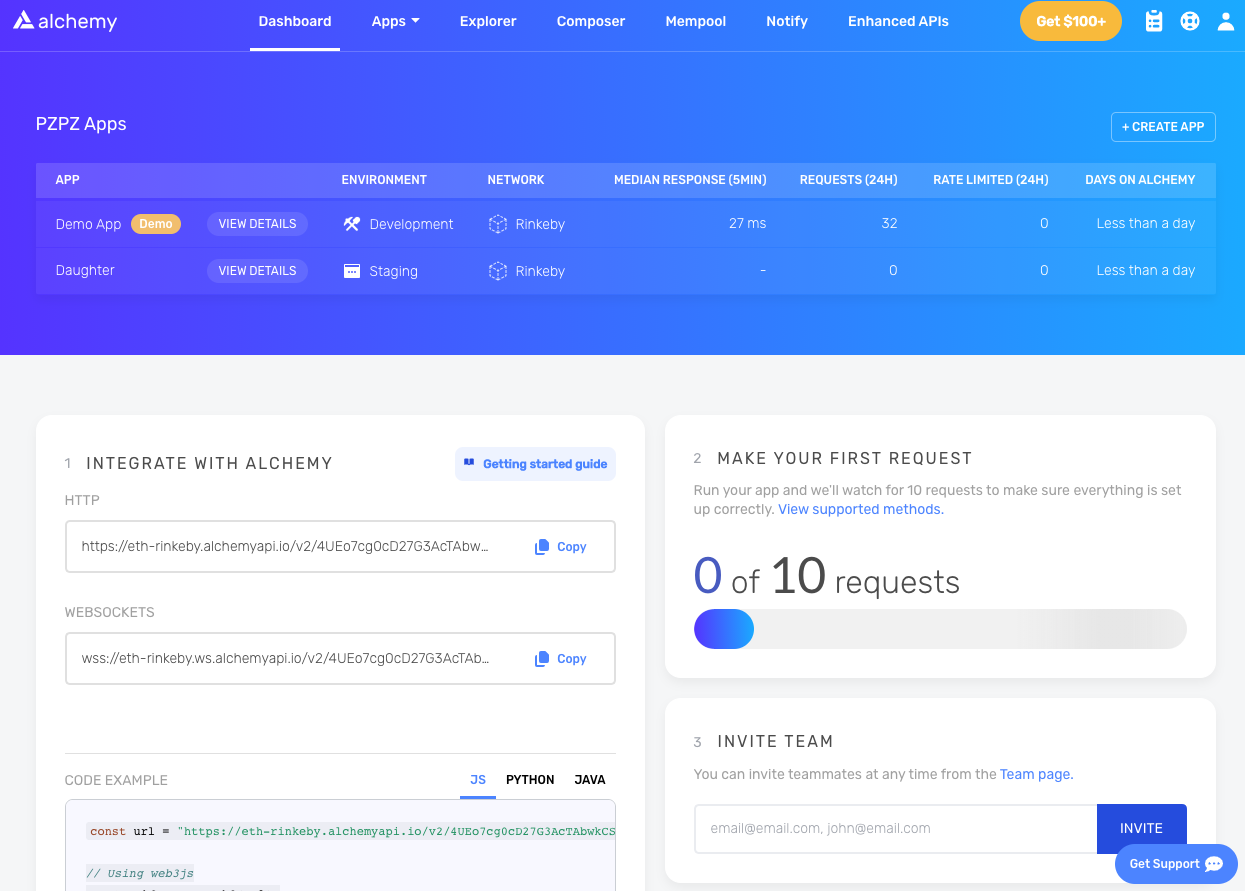 alchemy
Dashboard Apps Explorer Composer Mempool Notify Enhanced APIs Get $100+
PZPZ Apps
+ CREATE APP
APP ENVIRONMENT NETWORK MEDIAN RESPONSE (5MIN) REQUESTS (24H) RATE LIMITED (24H) DAYS ON ALCHEMY
Demo App Demo VIEW DETAILS Development Rinkeby 27 ms 32 0 Less than a day
Daughter VIEW DETAILS Staging Rinkeby - 0 0 Less than a day
1 INTEGRATE WITH ALCHEMY Getting started guide
HTTP
https://eth-rinkeby.alchemyapi.io/v2/4UEo7cg0cD27G3AcTAbw... Copy
WEBSOCKETS
wss://eth-rinkeby.ws.alchemyapi.io/v2/4UEo7cg0cD27G3AcTAb... Copy
CODE EXAMPLE JS PYTHON JAVA
const url = "https://eth-rinkeby.alchemyapi.io/v2/4UEo7cg0cD27G3AcTAbwkCS
// Using web3js
2 MAKE YOUR FIRST REQUEST
Run your app and we'll watch for 10 requests to make sure everything is set
up correctly. View supported methods.
0 of 10 requests
3 INVITE TEAM
You can invite teammates at any time from the Team page.
email@email.com, john@email.com INVITE
Get Support